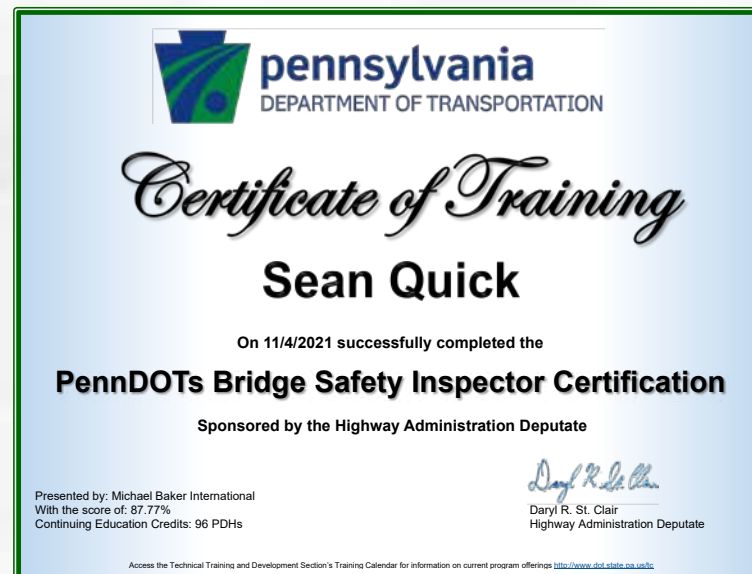 pennsylvania
DEPARTMENT OF TRANSPORTATION
Certificate of Training
Sean Quick
On 11/4/2021 successfully completed the
PennDOTs Bridge Safety Inspector Certification
Sponsored by the Highway Administration Deputate
Daryl R. St. Clair
Presented by: Michael Baker International
With the score of: 87.77%
Continuing Education Credits: 96 PDHs
Daryl R. St. Clair
Highway Administration Deputate
Access the Technical Training and Development Section's Training Calendar for information on current program offerings http://www.dot.state.pa.us/tc